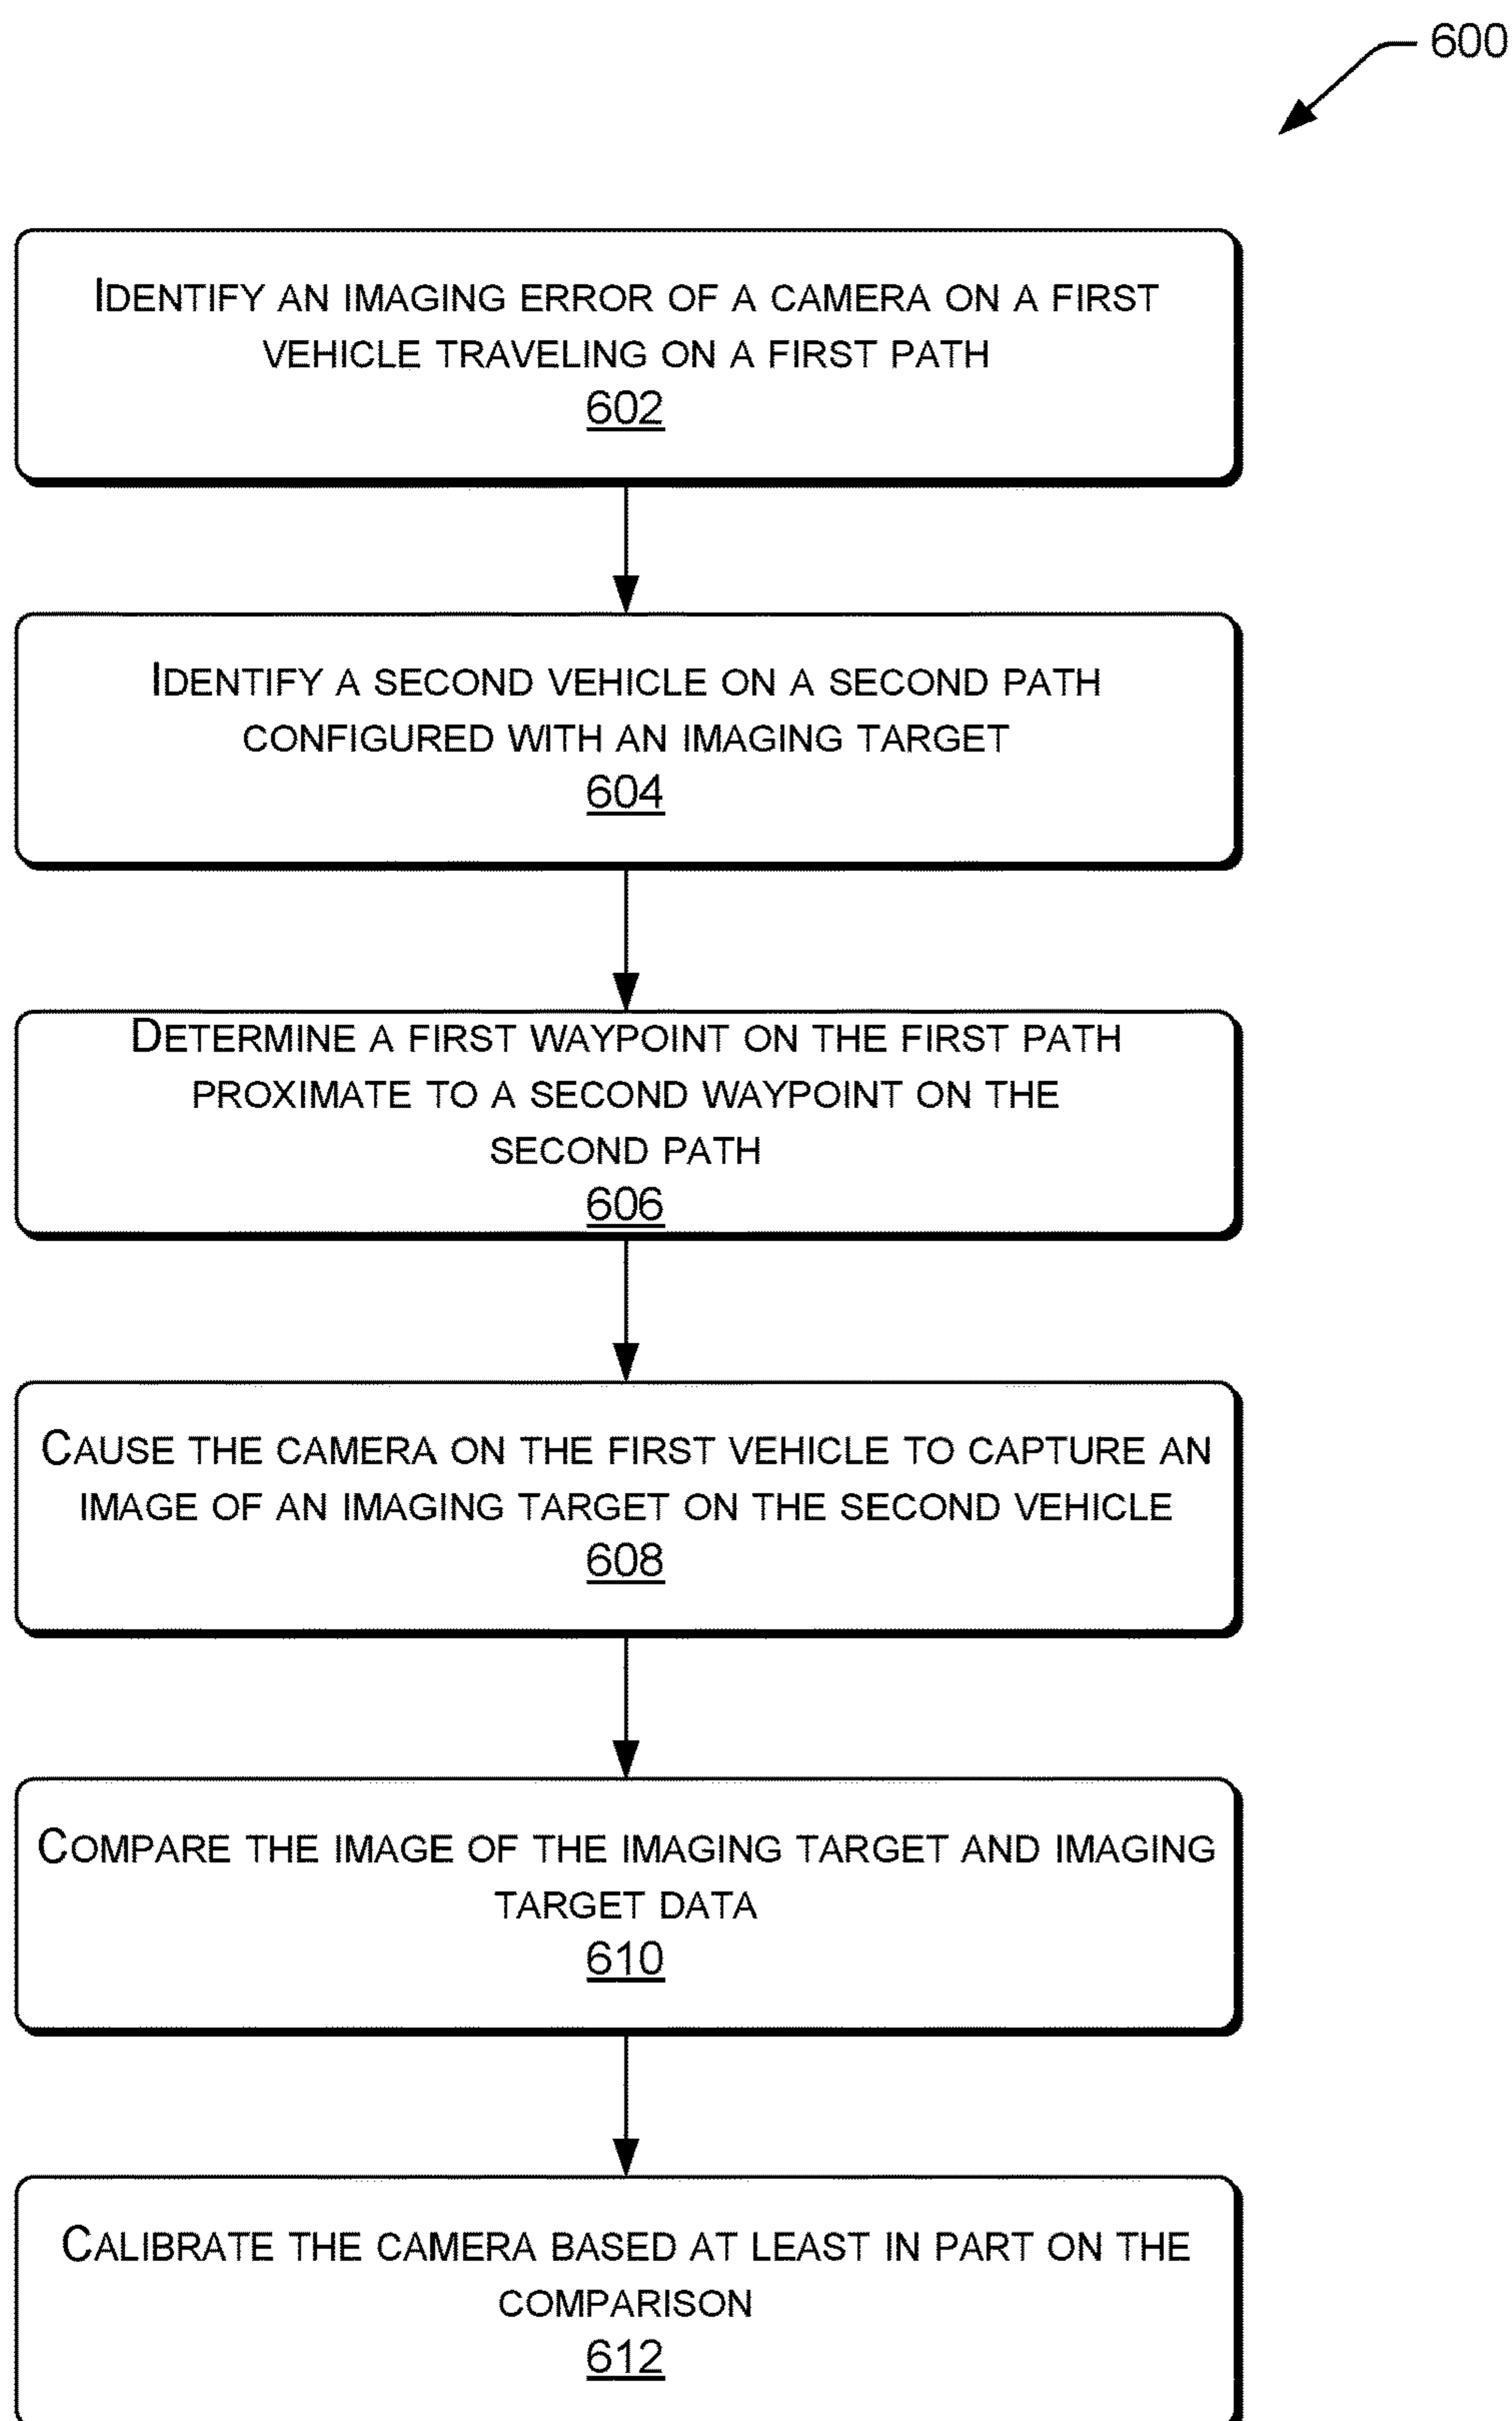 600
IDENTIFY AN IMAGING ERROR OF A CAMERA ON A FIRST
VEHICLE TRAVELING ON A FIRST PATH
602
IDENTIFY A SECOND VEHICLE ON A SECOND PATH
CONFIGURED WITH AN IMAGING TARGET
604
DETERMINE A FIRST WAYPOINT ON THE FIRST PATH
PROXIMATE TO A SECOND WAYPOINT ON THE
SECOND PATH
606
CAUSE THE CAMERA ON THE FIRST VEHICLE TO CAPTURE AN
IMAGE OF AN IMAGING TARGET ON THE SECOND VEHICLE
608
COMPARE THE IMAGE OF THE IMAGING TARGET AND IMAGING
TARGET DATA
610
CALIBRATE THE CAMERA BASED AT LEAST IN PART ON THE
COMPARISON
612